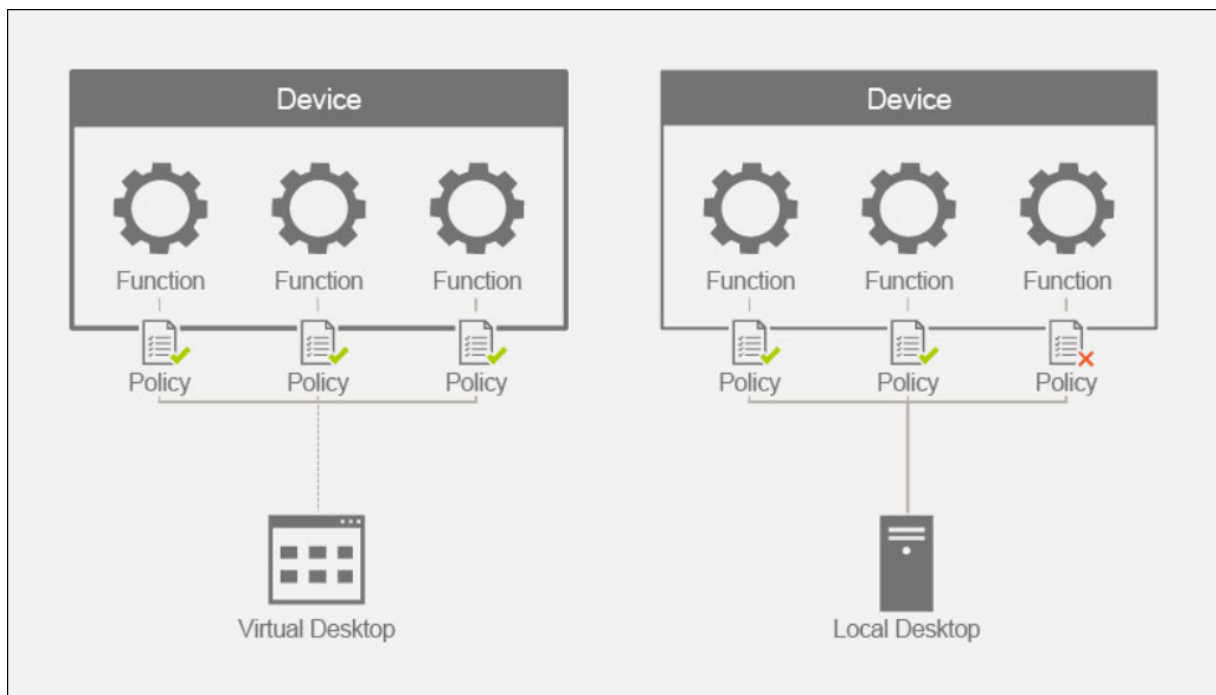 Device
Function Function Function
Policy Policy Policy
Virtual Desktop
Device
Function Function Function
Policy Policy Policy
Local Desktop